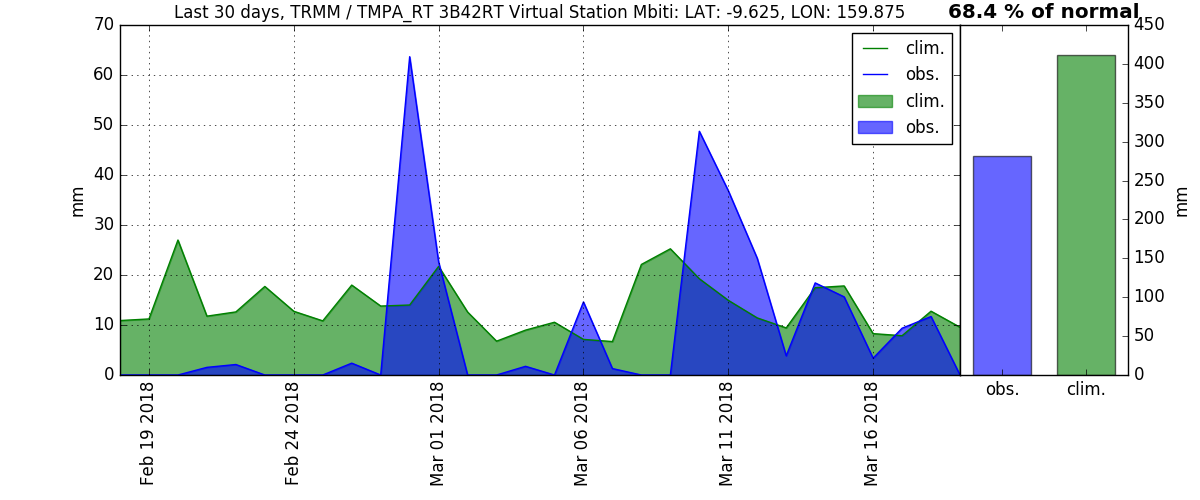 Last 30 days, TRMM / TMPA_RT 3B42RT Virtual Station Mbiti: LAT: -9.625, LON: 159.875
68.4 % of normal
70
60
50
40
30
20
10
0
mm
clim.
obs.
clim.
obs.
Feb 19 2018
Feb 24 2018
Mar 01 2018
Mar 06 2018
Mar 11 2018
Mar 16 2018
450
400
350
300
250
200
150
100
50
0
mm
obs.
clim.